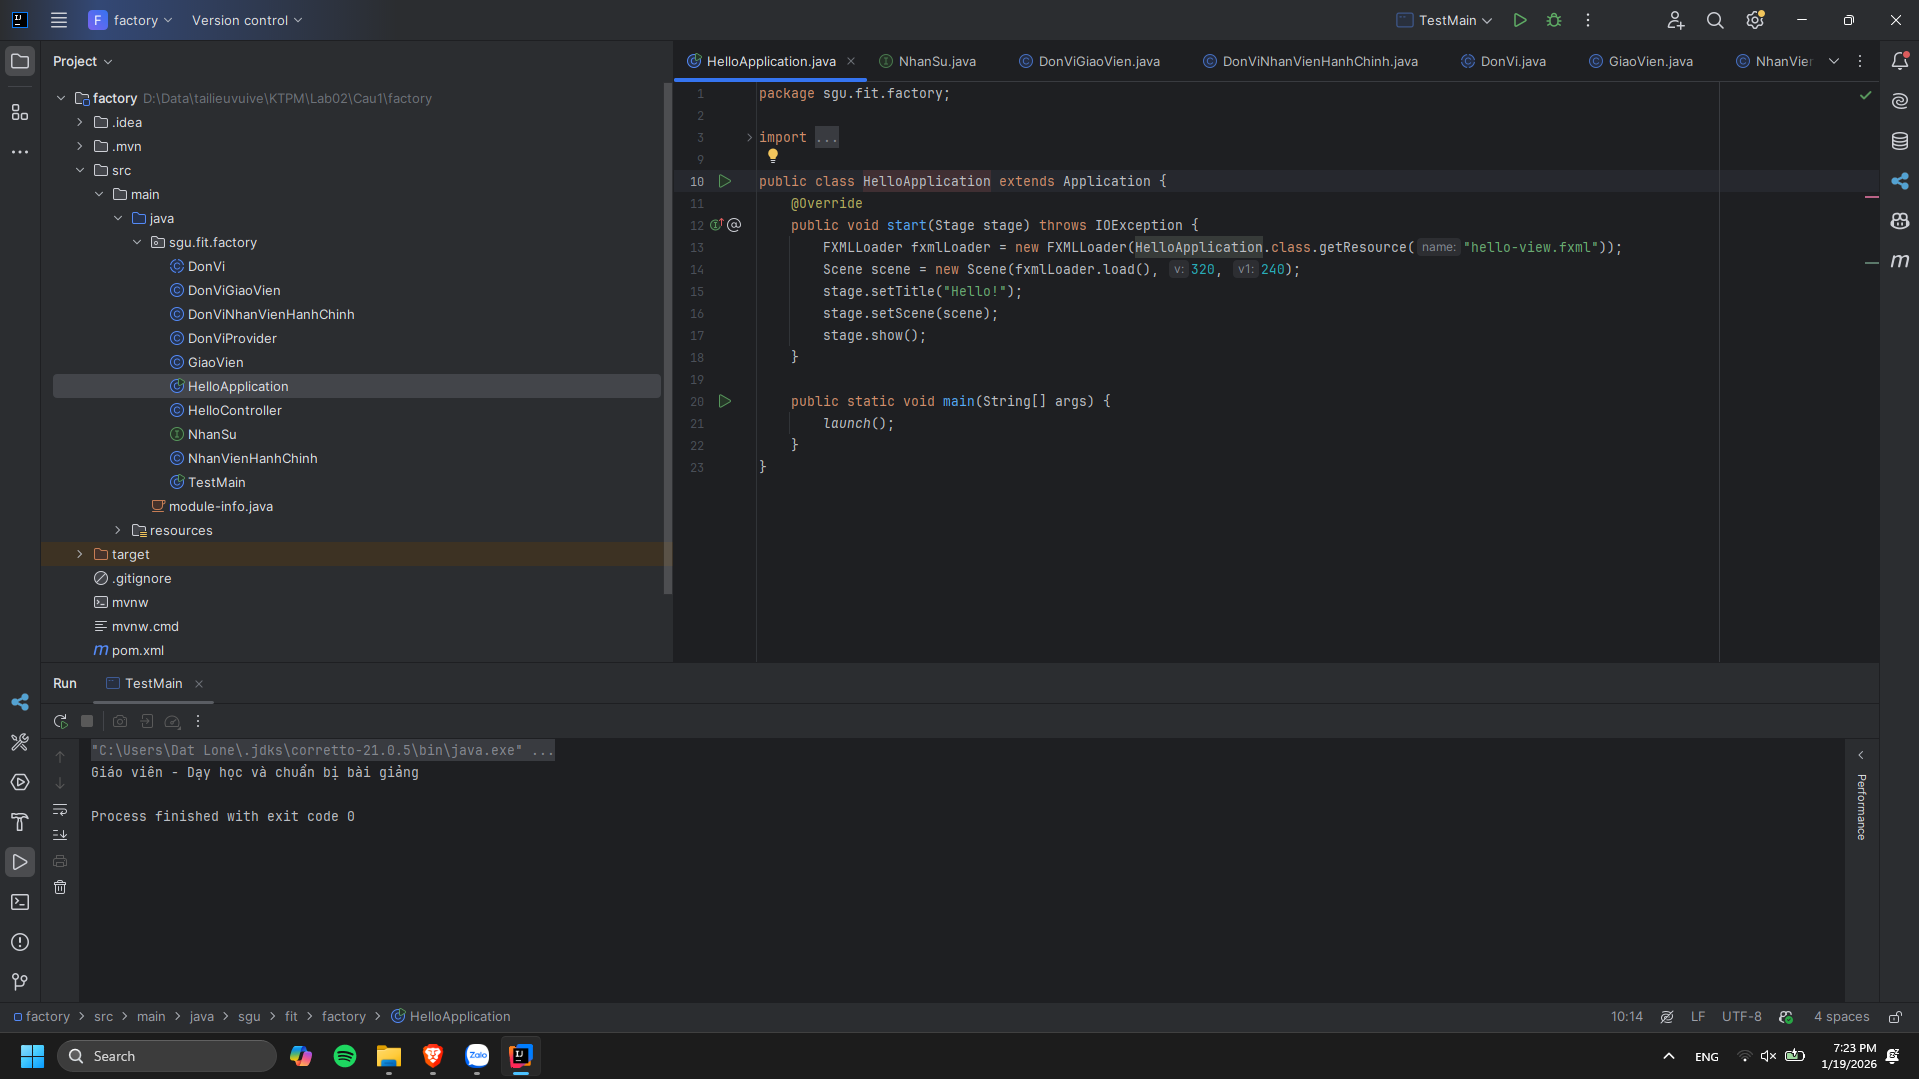 F factory Version control TestMain
Project
HelloApplication.java NhanSu.java DonViGiaoVien.java DonViNhanVienHanhChinh.java DonVi.java GiaoVien.java NhanVien
factory D:\Data\tailieuvuive\KTPM\Lab02\Cau1\factory
.idea
.mvn
src
main
java
sgu.fit.factory
DonVi
DonViGiaoVien
DonViNhanVienHanhChinh
DonViProvider
GiaoVien
HelloApplication
HelloController
NhanSu
NhanVienHanhChinh
TestMain
module-info.java
resources
target
.gitignore
mvnw
mvnw.cmd
m pom.xml
1 package sgu.fit.factory;
2
3 import ...
9
10 public class HelloApplication extends Application {
11 @Override
12 public void start(Stage stage) throws IOException {
13 FXMLLoader fxmlLoader = new FXMLLoader(HelloApplication.class.getResource( name: "hello-view.fxml"));
14 Scene scene = new Scene(fxmlLoader.load(), v: 320, v1: 240);
15 stage.setTitle("Hello!");
16 stage.setScene(scene);
17 stage.show();
18 }
19
20 public static void main(String[] args) {
21 launch();
22 }
23 }
m
Run TestMain
"C:\Users\Dat Lone\.jdks\corretto-21.0.5\bin\java.exe" ...
Giáo viên - Dạy học và chuẩn bị bài giảng
Process finished with exit code 0
Performance
factory > src > main > java > sgu > fit > factory > HelloApplication
10:14 LF UTF-8 4 spaces
Search
Zalo
ENG
7:23 PM
1/19/2026